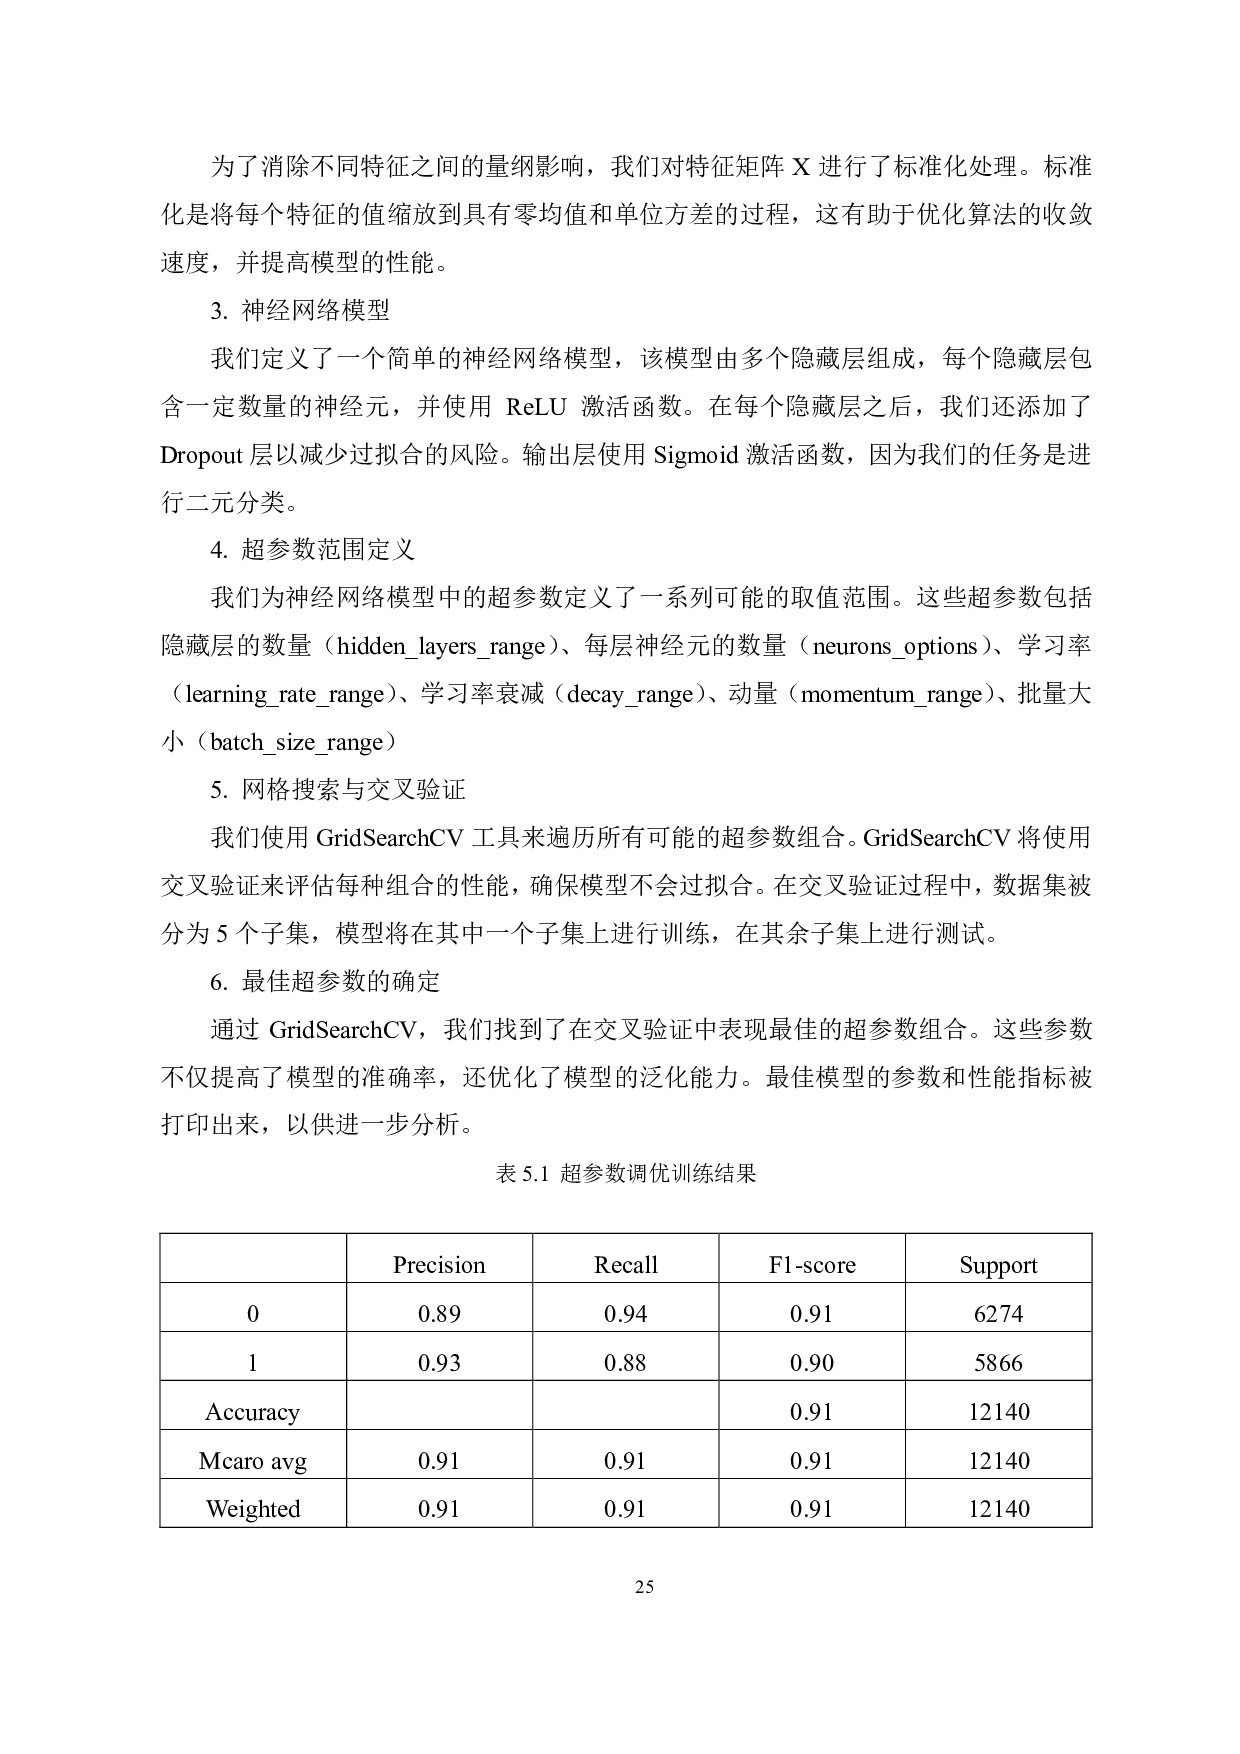 为了消除不同特征之间的量纲影响，我们对特征矩阵 X 进行了标准化处理。标准
化是将每个特征的值缩放到具有零均值和单位方差的过程，这有助于优化算法的收敛
速度，并提高模型的性能。
3. 神经网络模型
我们定义了一个简单的神经网络模型，该模型由多个隐藏层组成，每个隐藏层包
含一定数量的神经元，并使用 ReLU 激活函数。在每个隐藏层之后，我们还添加了
Dropout 层以减少过拟合的风险。输出层使用 Sigmoid 激活函数，因为我们的任务是进
行二元分类。
4. 超参数范围定义
我们为神经网络模型中的超参数定义了一系列可能的取值范围。这些超参数包括
隐藏层的数量（hidden_layers_range）、每层神经元的数量（neurons_options）、学习率
（learning_rate_range）、学习率衰减（decay_range）、动量（momentum_range）、批量大
小（batch_size_range）
5. 网格搜索与交叉验证
我们使用 GridSearchCV 工具来遍历所有可能的超参数组合。GridSearchCV 将使用
交叉验证来评估每种组合的性能，确保模型不会过拟合。在交叉验证过程中，数据集被
分为 5 个子集，模型将在其中一个子集上进行训练，在其余子集上进行测试。
6. 最佳超参数的确定
通过 GridSearchCV，我们找到了在交叉验证中表现最佳的超参数组合。这些参数
不仅提高了模型的准确率，还优化了模型的泛化能力。最佳模型的参数和性能指标被
打印出来，以供进一步分析。
表 5.1 超参数调优训练结果
Precision Recall F1-score Support
0 0.89 0.94 0.91 6274
1 0.93 0.88 0.90 5866
Accuracy 0.91 12140
Mcaro avg 0.91 0.91 0.91 12140
Weighted 0.91 0.91 0.91 12140
25